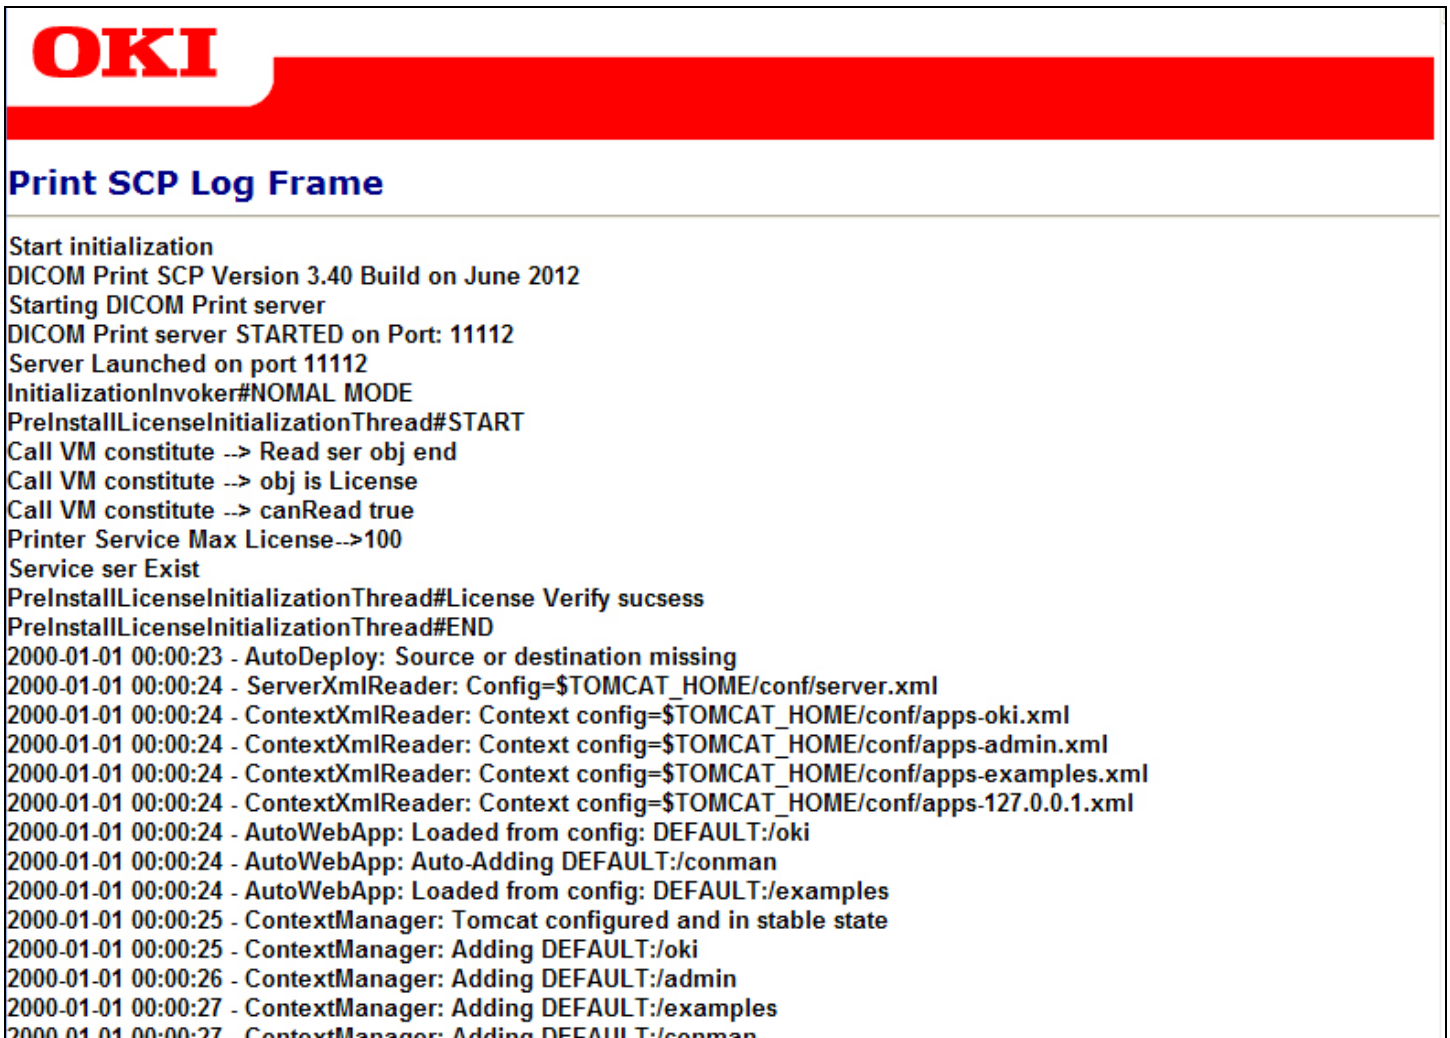 OKI
Print SCP Log Frame
Start initialization
DICOM Print SCP Version 3.40 Build on June 2012
Starting DICOM Print server
DICOM Print server STARTED on Port: 11112
Server Launched on port 11112
InitializationInvoker#NOMAL MODE
PreInstallLicenseInitializationThread#START
Call VM constitute --> Read ser obj end
Call VM constitute --> obj is License
Call VM constitute --> canRead true
Printer Service Max License-->100
Service ser Exist
PreInstallLicenseInitializationThread#License Verify sucsess
PreInstallLicenseInitializationThread#END
2000-01-01 00:00:23 - AutoDeploy: Source or destination missing
2000-01-01 00:00:24 - ServerXmlReader: Config=$TOMCAT_HOME/conf/server.xml
2000-01-01 00:00:24 - ContextXmlReader: Context config=$TOMCAT_HOME/conf/apps-oki.xml
2000-01-01 00:00:24 - ContextXmlReader: Context config=$TOMCAT_HOME/conf/apps-admin.xml
2000-01-01 00:00:24 - ContextXmlReader: Context config=$TOMCAT_HOME/conf/apps-examples.xml
2000-01-01 00:00:24 - ContextXmlReader: Context config=$TOMCAT_HOME/conf/apps-127.0.0.1.xml
2000-01-01 00:00:24 - AutoWebApp: Loaded from config: DEFAULT:/oki
2000-01-01 00:00:24 - AutoWebApp: Auto-Adding DEFAULT:/conman
2000-01-01 00:00:24 - AutoWebApp: Loaded from config: DEFAULT:/examples
2000-01-01 00:00:25 - ContextManager: Tomcat configured and in stable state
2000-01-01 00:00:25 - ContextManager: Adding DEFAULT:/oki
2000-01-01 00:00:26 - ContextManager: Adding DEFAULT:/admin
2000-01-01 00:00:27 - ContextManager: Adding DEFAULT:/examples
2000-01-01 00:00:27 - ContextManager: Adding DEFAULT:/conman